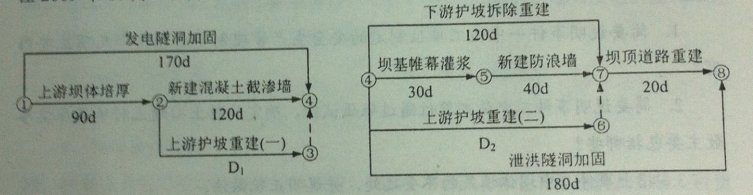 发电隧洞加固
170d
① 上游坝体培厚 ② 新建混凝土截渗墙 ④
90d 120d
上游护坡重建(一) ③
D₁
下游护坡拆除重建
120d
④ 坝基帷幕灌浆 ⑤ 新建防浪墙 ⑦ 坝顶道路重建 ⑧
30d 40d 20d
上游护坡重建(二) ⑥
D₂
泄洪隧洞加固
180d